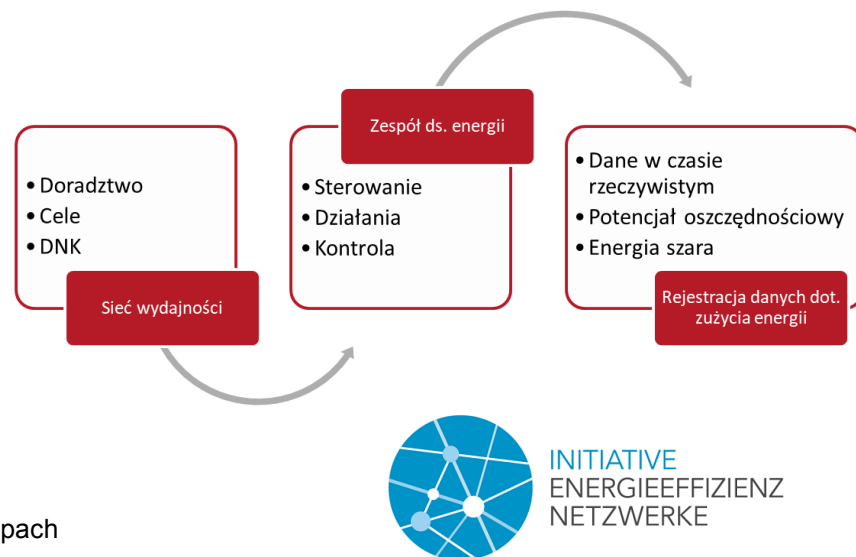 • Doradztwo
• Cele
• DNK
Sieć wydajności
Zespół ds. energii
• Sterowanie
• Działania
• Kontrola
• Dane w czasie
rzeczywistym
• Potencjał oszczędnościowy
• Energia szara
Rejestracja danych dot.
zużycia energii
INITIATIVE
ENERGIEEFFIZIENZ
NETZWERKE
pach